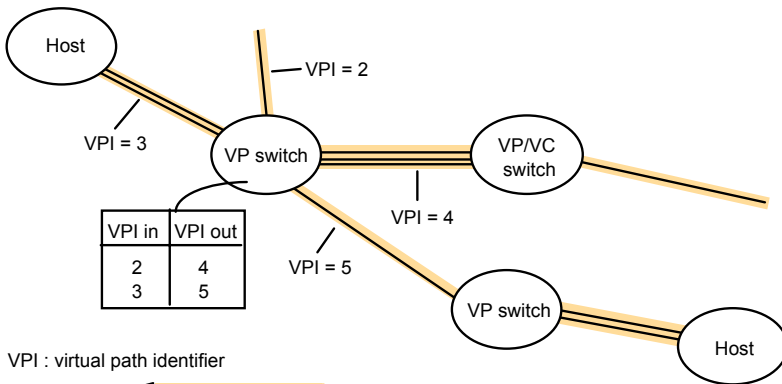 Host
VPI = 2
VPI = 3
VP switch
VP/VC
switch
VPI = 4
VPI in VPI out
2 4
3 5
VPI = 5
VP switch
Host
VPI : virtual path identifier